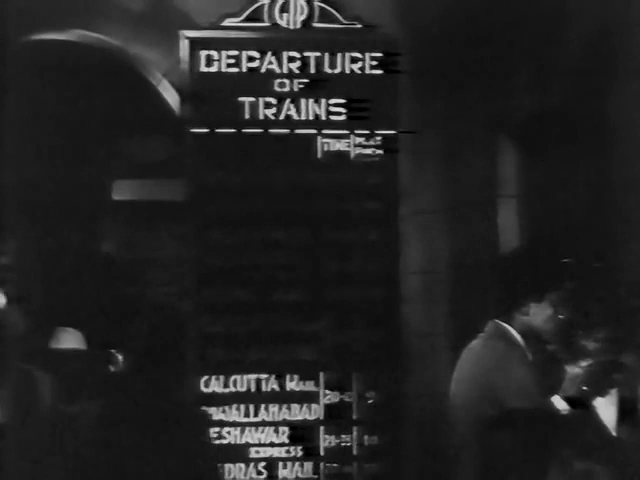 GIP
DEPARTURE
OF
TRAINS
TIME
CALCUTTA MAIL
ALLAHABAD
ESHAWAR
EXPRESS
DRAS MAIL